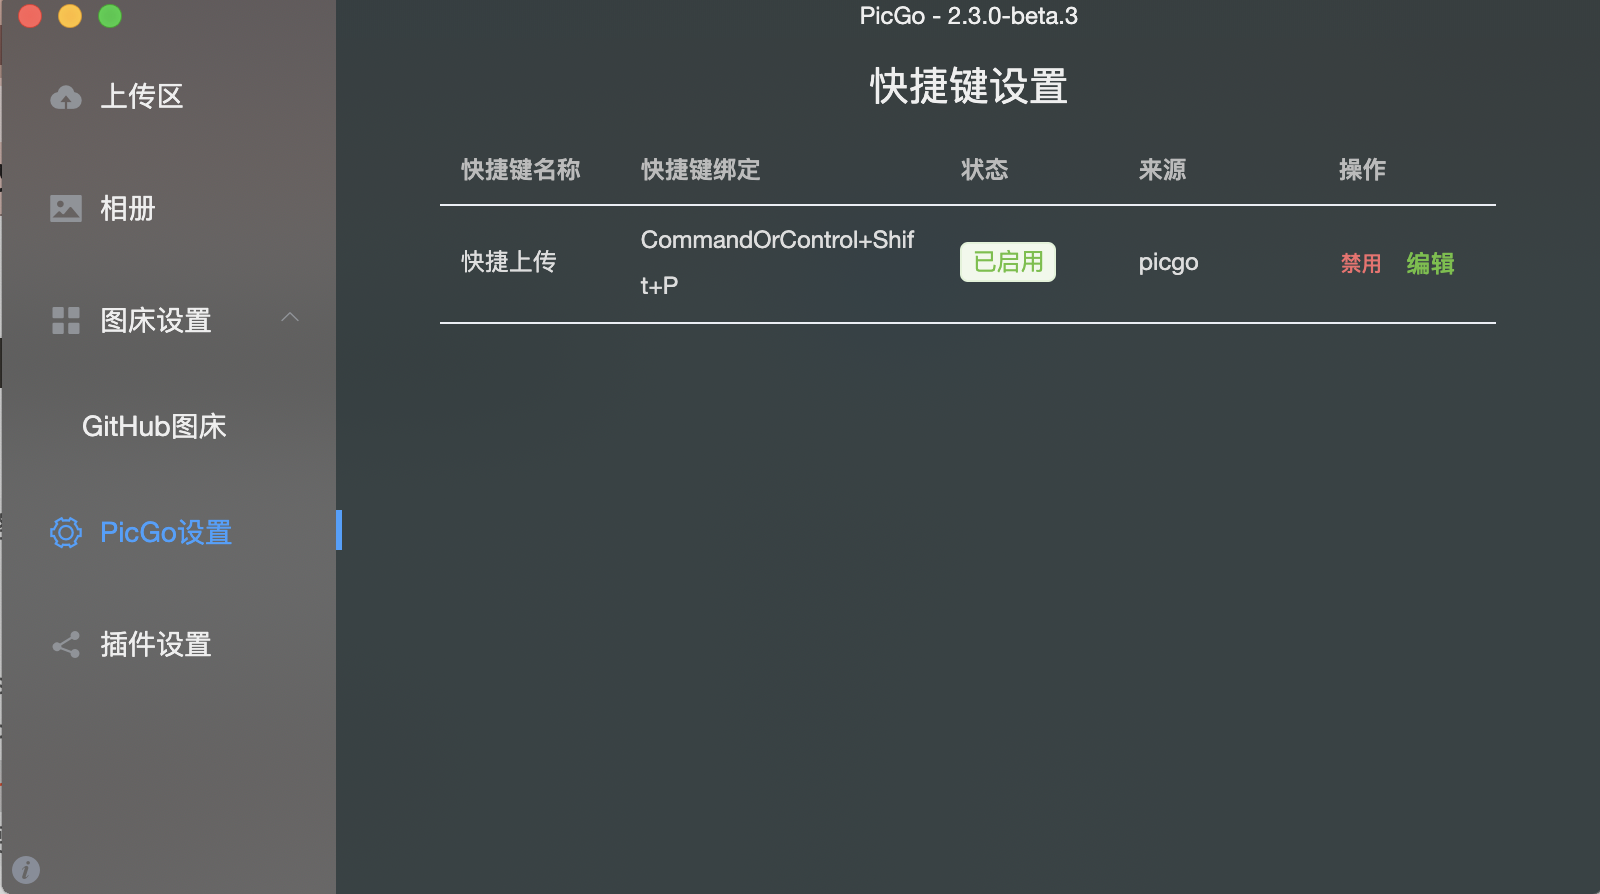 PicGo - 2.3.0-beta.3
上传区
相册
图床设置
GitHub图床
PicGo设置
插件设置
快捷键设置
快捷键名称 快捷键绑定 状态 来源 操作
快捷上传 CommandOrControl+Shif
t+P 已启用 picgo 禁用 编辑